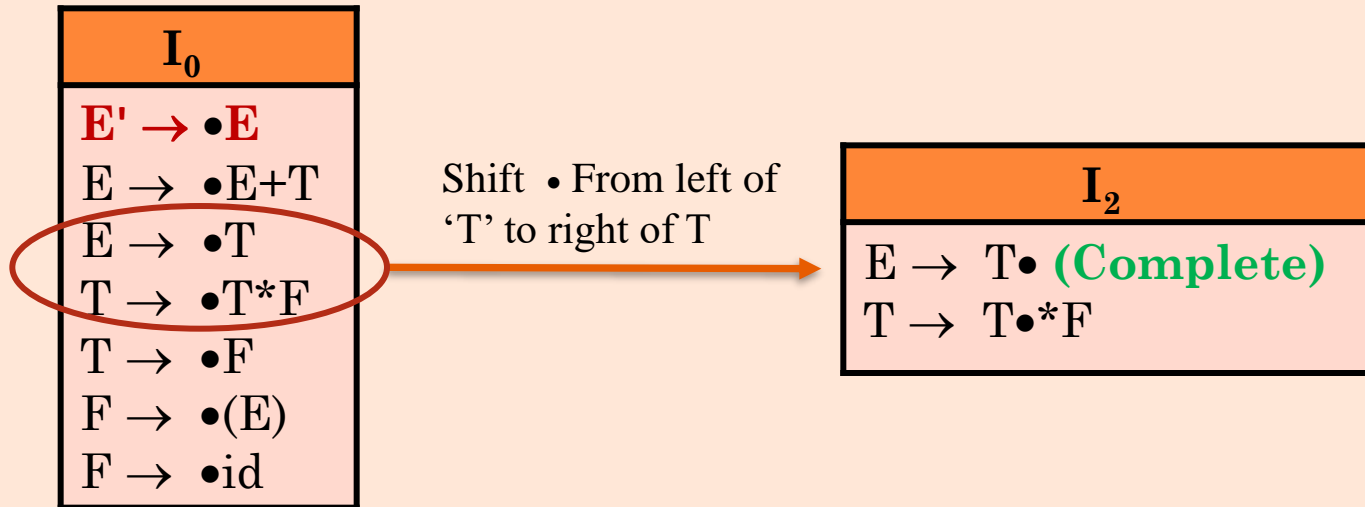 I₀
E' → •E
E → •E+T
E → •T
T → •T*F
T → •F
F → •(E)
F → •id
Shift • From left of
‘T’ to right of T
I₂
E → T• (Complete)
T → T•*F